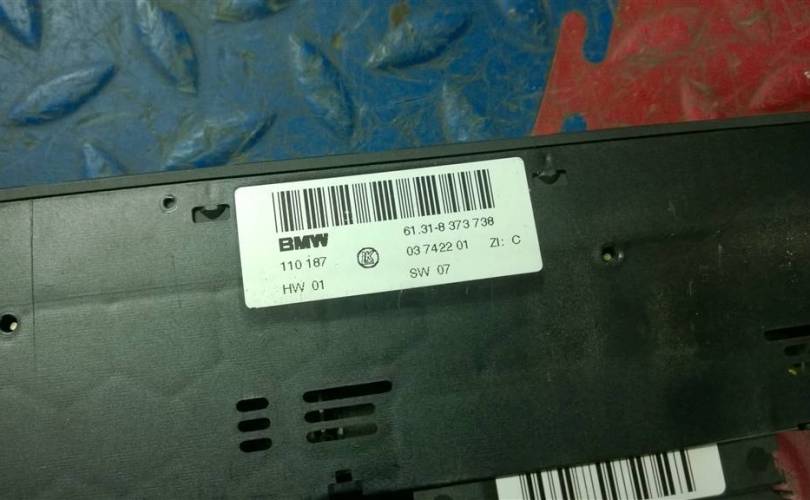 BMW 61.31-8 373 738
110 187 K 03 7422 01 ZI: C
HW 01 SW 07